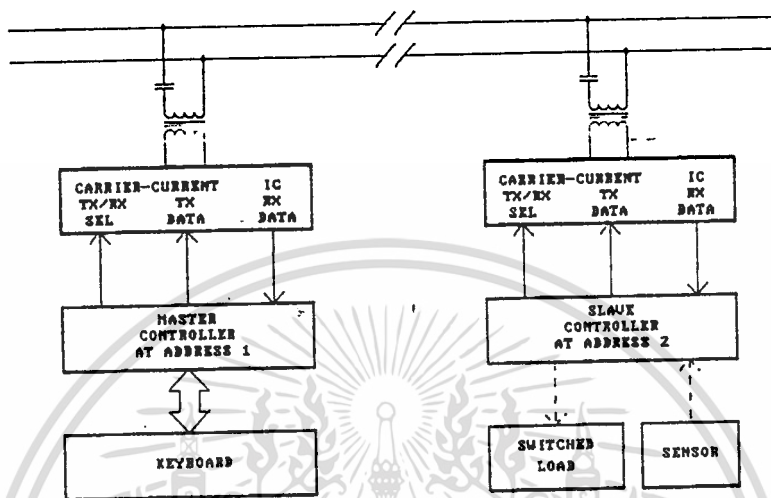 CARRIER-CURRENT IC
TX/RX TX RX
SEL DATA DATA
CARRIER-CURRENT IC
TX/RX TX RX
SEL DATA DATA
MASTER
CONTROLLER
AT ADDRESS 1
SLAVE
CONTROLLER
AT ADDRESS 2
KEYBOARD
SWITCHED
LOAD
SENSOR